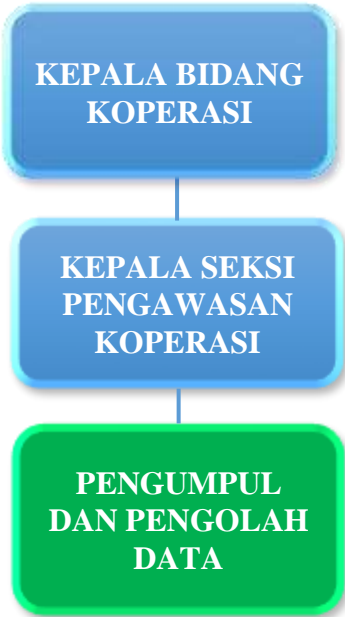 KEPALA BIDANG
KOPERASI
KEPALA SEKSI
PENGAWASAN
KOPERASI
PENGUMPUL
DAN PENGOLAH
DATA